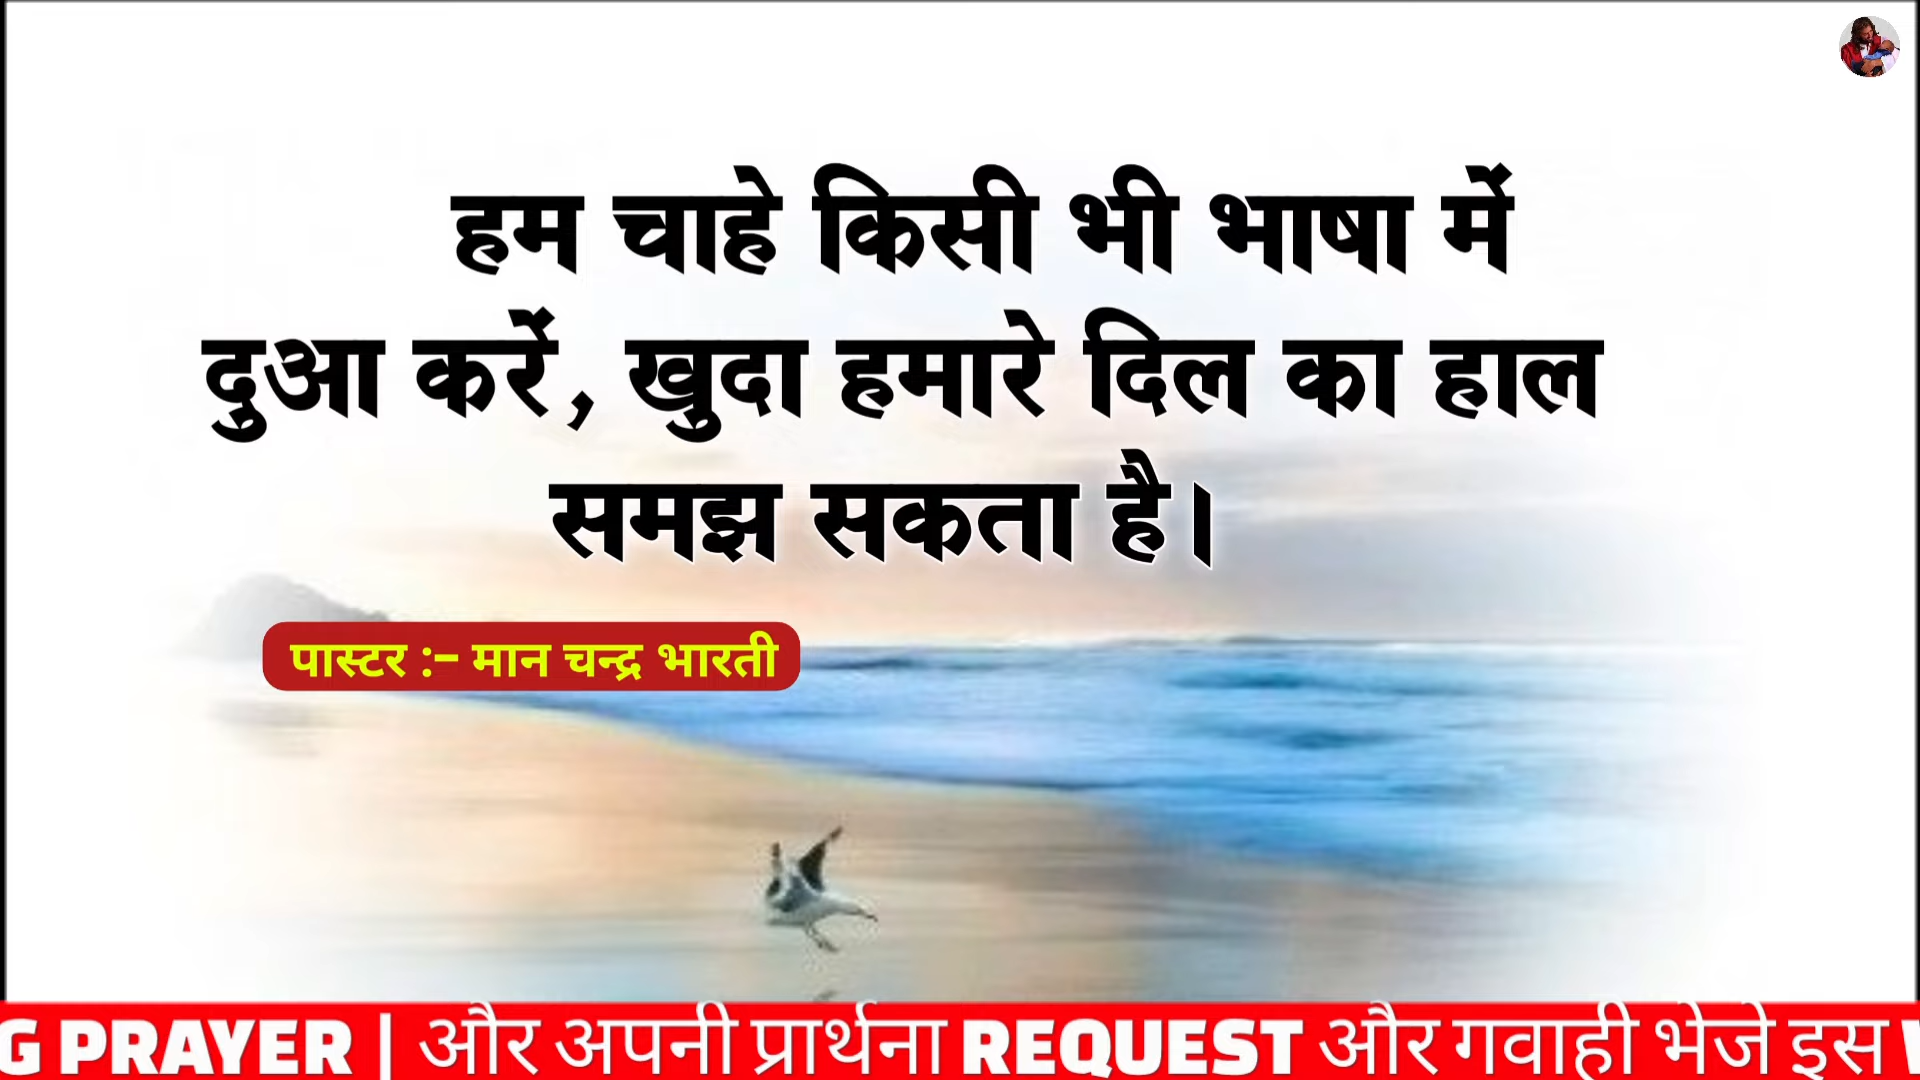 हम चाहे किसी भी भाषा में
दुआ करें, खुदा हमारे दिल का हाल
समझ सकता है।
पास्टर :- मान चन्द्र भारती
G PRAYER | और अपनी प्रार्थना REQUEST और गवाही भेजे इस